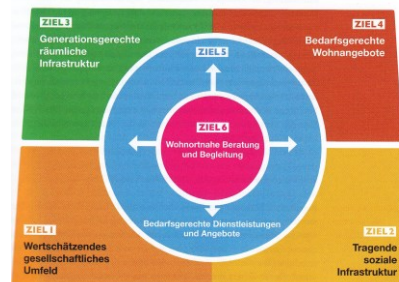 ZIEL 3
Generationsgerechte
räumliche
Infrastruktur
ZIEL 4
Bedarfsgerechte
Wohnangebote
ZIEL 5
ZIEL 6
Wohnortnahe Beratung
und Begleitung
Bedarfsgerechte Dienstleistungen
und Angebote
ZIEL 1
Wertschätzendes
gesellschaftliches
Umfeld
ZIEL 2
Tragende
soziale
Infrastruktur